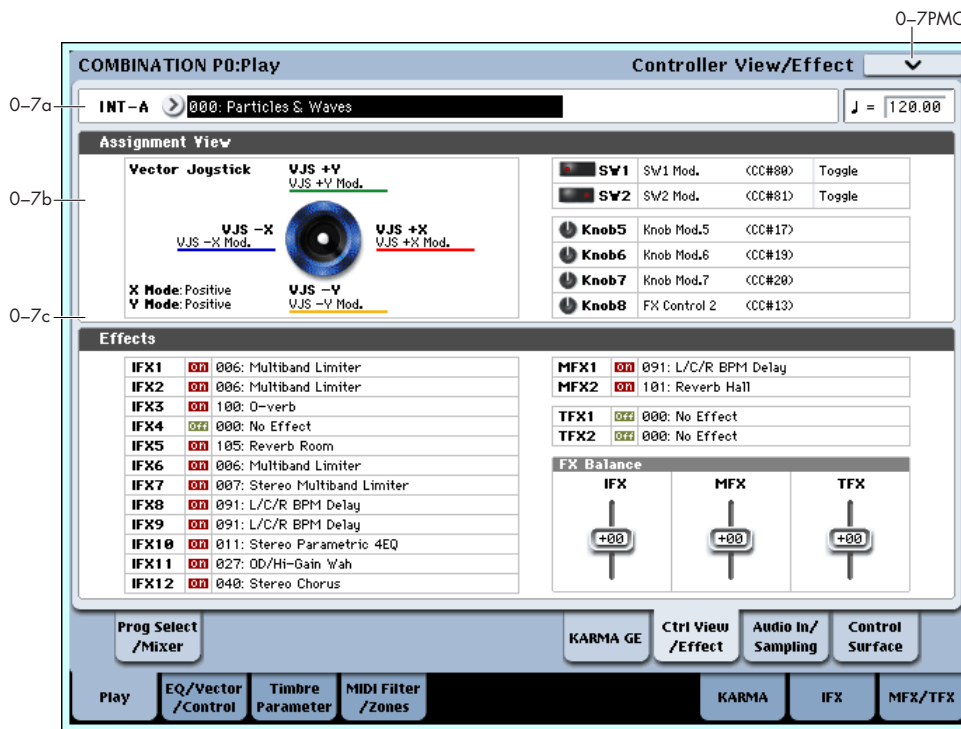 0–7PMC
COMBINATION P0:Play
Controller View/Effect
0–7a
INT–A
000: Particles & Waves
♩ = 120.00
Assignment View
0–7b
Vector Joystick
VJS +Y
VJS +Y Mod.
VJS –X
VJS –X Mod.
VJS +X
VJS +X Mod.
X Mode: Positive
Y Mode: Positive
VJS –Y
VJS –Y Mod.
SW1 SW1 Mod. (CC#80) Toggle
SW2 SW2 Mod. (CC#81) Toggle
Knob5 Knob Mod.5 (CC#17)
Knob6 Knob Mod.6 (CC#19)
Knob7 Knob Mod.7 (CC#20)
Knob8 FX Control 2 (CC#13)
0–7c
Effects
IFX1 on 006: Multiband Limiter
IFX2 on 006: Multiband Limiter
IFX3 on 100: O-verb
IFX4 off 000: No Effect
IFX5 on 105: Reverb Room
IFX6 on 006: Multiband Limiter
IFX7 on 007: Stereo Multiband Limiter
IFX8 on 091: L/C/R BPM Delay
IFX9 on 091: L/C/R BPM Delay
IFX10 on 011: Stereo Parametric 4EQ
IFX11 on 027: OD/Hi-Gain Wah
IFX12 on 040: Stereo Chorus
MFX1 on 091: L/C/R BPM Delay
MFX2 on 101: Reverb Hall
TFX1 off 000: No Effect
TFX2 off 000: No Effect
FX Balance
IFX MFX TFX
+00 +00 +00
Prog Select
/Mixer
KARMA GE
Ctrl View
/Effect
Audio In/
Sampling
Control
Surface
Play
EQ/Vector
/Control
Timbre
Parameter
MIDI Filter
/Zones
KARMA
IFX
MFX/TFX